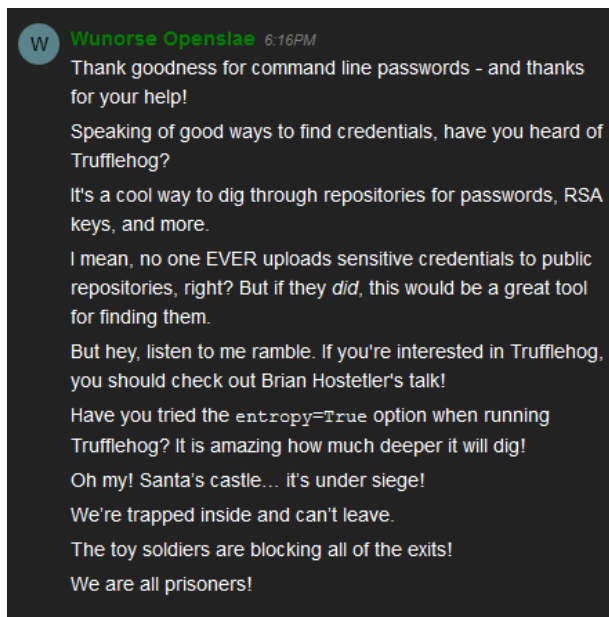 W
Wunorse Openslae 6:16PM
Thank goodness for command line passwords - and thanks
for your help!
Speaking of good ways to find credentials, have you heard of
Trufflehog?
It's a cool way to dig through repositories for passwords, RSA
keys, and more.
I mean, no one EVER uploads sensitive credentials to public
repositories, right? But if they did, this would be a great tool
for finding them.
But hey, listen to me ramble. If you're interested in Trufflehog,
you should check out Brian Hostetler's talk!
Have you tried the entropy=True option when running
Trufflehog? It is amazing how much deeper it will dig!
Oh my! Santa’s castle… it’s under siege!
We’re trapped inside and can’t leave.
The toy soldiers are blocking all of the exits!
We are all prisoners!